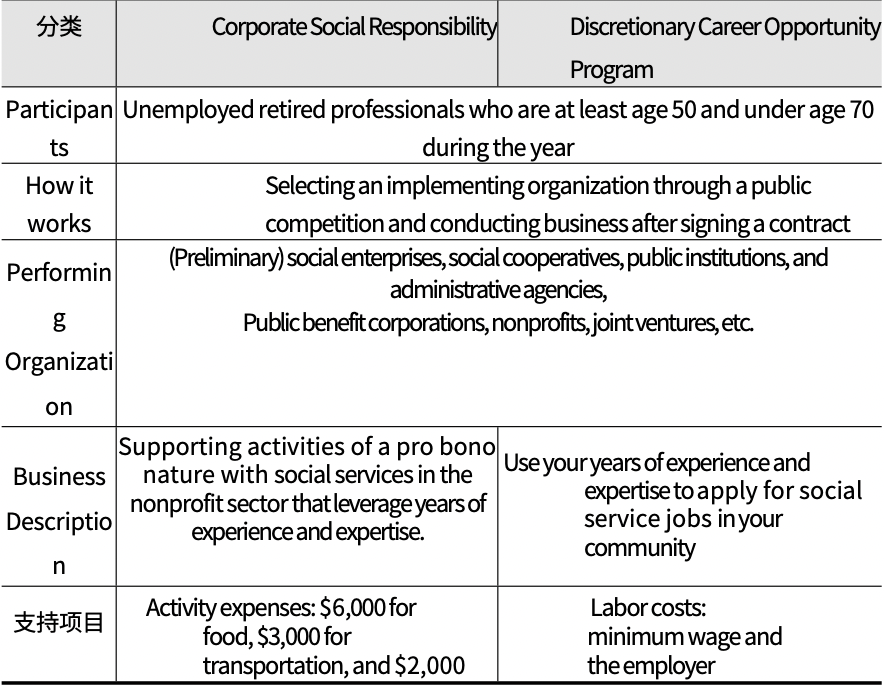 分类
Corporate Social Responsibility
Discretionary Career Opportunity
Program
Participan
ts
Unemployed retired professionals who are at least age 50 and under age 70
during the year
How it
works
Selecting an implementing organization through a public
competition and conducting business after signing a contract
Performin
g
Organizati
on
(Preliminary) social enterprises, social cooperatives, public institutions, and
administrative agencies,
Public benefit corporations, nonprofits, joint ventures, etc.
Business
Descriptio
n
Supporting activities of a pro bono
nature with social services in the
nonprofit sector that leverage years of
experience and expertise.
Use your years of experience and
expertise to apply for social
service jobs in your
community
支持项目
Activity expenses: $6,000 for
food, $3,000 for
transportation, and $2,000
Labor costs:
minimum wage and
the employer